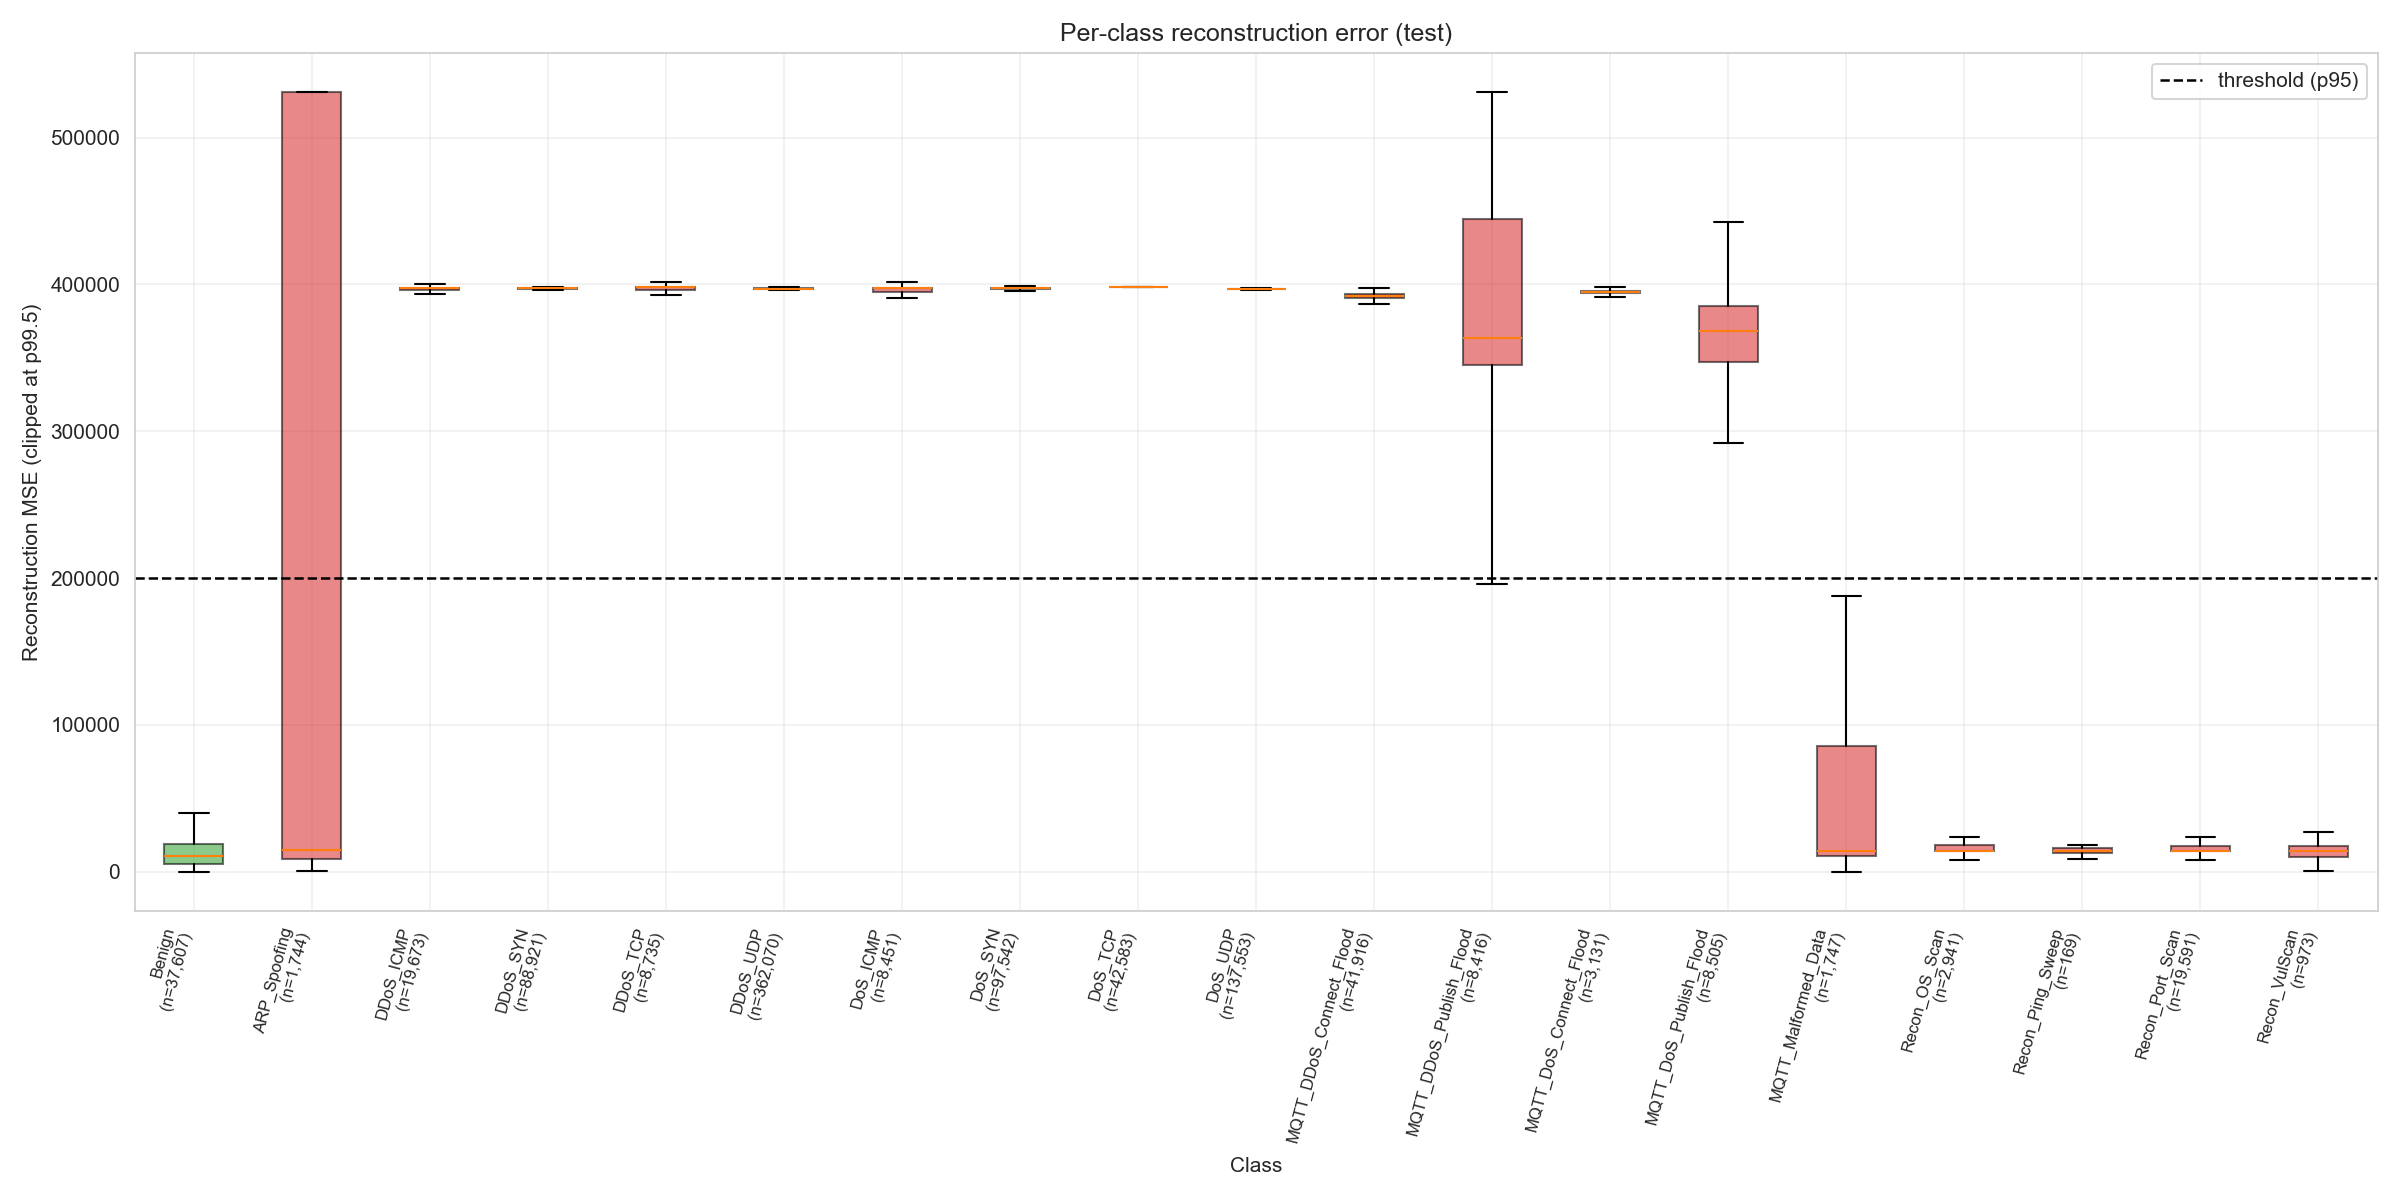 Per-class reconstruction error (test)
threshold (p95)
Reconstruction MSE (clipped at p99.5)
500000
400000
300000
200000
100000
0
Benign
(n=37,607)
ARP_Spoofing
(n=1,744)
DDoS_ICMP
(n=19,673)
DDoS_SYN
(n=88,921)
DDoS_TCP
(n=8,735)
DDoS_UDP
(n=362,070)
DoS_ICMP
(n=8,451)
DoS_SYN
(n=97,542)
DoS_TCP
(n=42,583)
DoS_UDP
(n=137,553)
MQTT_DDoS_Connect_Flood
(n=41,916)
MQTT_DDoS_Publish_Flood
(n=8,416)
MQTT_DoS_Connect_Flood
(n=3,131)
MQTT_DoS_Publish_Flood
(n=8,505)
MQTT_Malformed_Data
(n=1,747)
Recon_OS_Scan
(n=2,941)
Recon_Ping_Sweep
(n=169)
Recon_Port_Scan
(n=19,591)
Recon_VulScan
(n=973)
Class